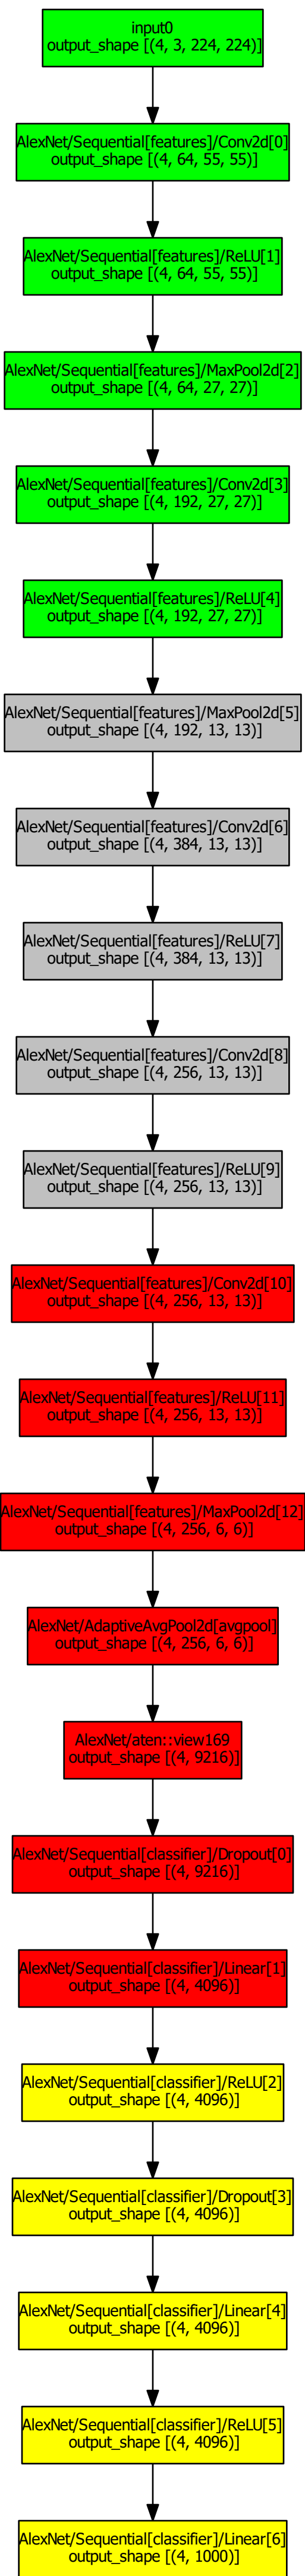 input0
output_shape [(4, 3, 224, 224)]
AlexNet/Sequential[features]/Conv2d[0]
output_shape [(4, 64, 55, 55)]
AlexNet/Sequential[features]/ReLU[1]
output_shape [(4, 64, 55, 55)]
AlexNet/Sequential[features]/MaxPool2d[2]
output_shape [(4, 64, 27, 27)]
AlexNet/Sequential[features]/Conv2d[3]
output_shape [(4, 192, 27, 27)]
AlexNet/Sequential[features]/ReLU[4]
output_shape [(4, 192, 27, 27)]
AlexNet/Sequential[features]/MaxPool2d[5]
output_shape [(4, 192, 13, 13)]
AlexNet/Sequential[features]/Conv2d[6]
output_shape [(4, 384, 13, 13)]
AlexNet/Sequential[features]/ReLU[7]
output_shape [(4, 384, 13, 13)]
AlexNet/Sequential[features]/Conv2d[8]
output_shape [(4, 256, 13, 13)]
AlexNet/Sequential[features]/ReLU[9]
output_shape [(4, 256, 13, 13)]
AlexNet/Sequential[features]/Conv2d[10]
output_shape [(4, 256, 13, 13)]
AlexNet/Sequential[features]/ReLU[11]
output_shape [(4, 256, 13, 13)]
AlexNet/Sequential[features]/MaxPool2d[12]
output_shape [(4, 256, 6, 6)]
AlexNet/AdaptiveAvgPool2d[avgpool]
output_shape [(4, 256, 6, 6)]
AlexNet/aten::view169
output_shape [(4, 9216)]
AlexNet/Sequential[classifier]/Dropout[0]
output_shape [(4, 9216)]
AlexNet/Sequential[classifier]/Linear[1]
output_shape [(4, 4096)]
AlexNet/Sequential[classifier]/ReLU[2]
output_shape [(4, 4096)]
AlexNet/Sequential[classifier]/Dropout[3]
output_shape [(4, 4096)]
AlexNet/Sequential[classifier]/Linear[4]
output_shape [(4, 4096)]
AlexNet/Sequential[classifier]/ReLU[5]
output_shape [(4, 4096)]
AlexNet/Sequential[classifier]/Linear[6]
output_shape [(4, 1000)]